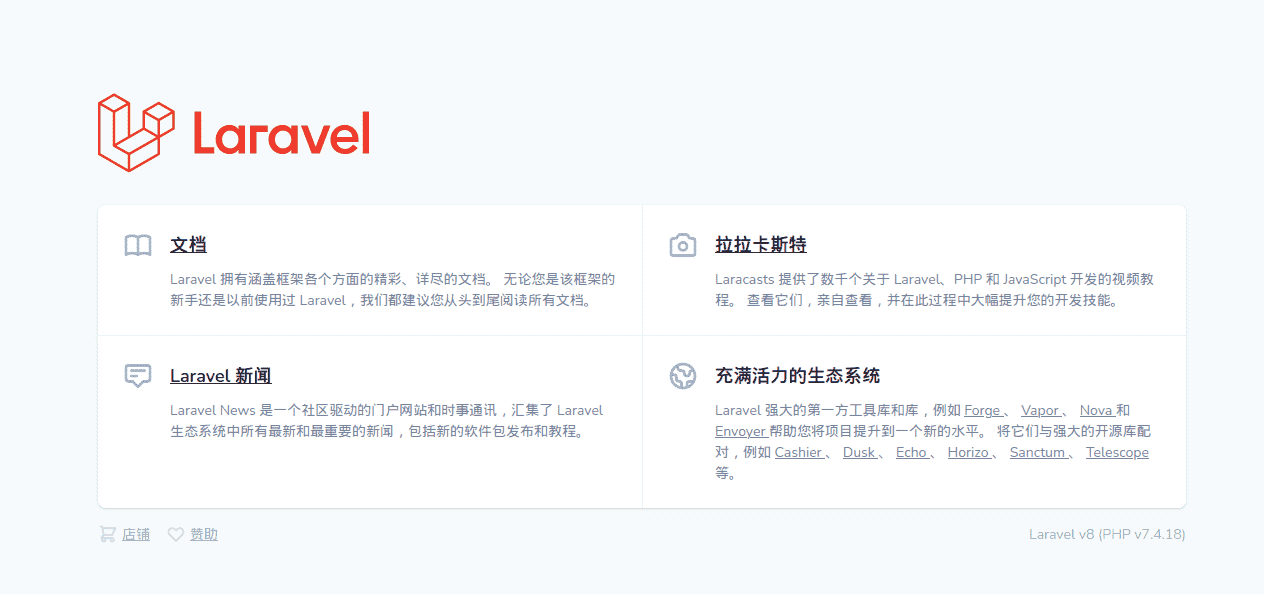 Laravel
文档
Laravel 拥有涵盖框架各个方面的精彩、详尽的文档。 无论您是该框架的
新手还是以前使用过 Laravel，我们都建议您从头到尾阅读所有文档。
拉拉卡斯特
Laracasts 提供了数千个关于 Laravel、PHP 和 JavaScript 开发的视频教
程。 查看它们，亲自查看，并在此过程中大幅提升您的开发技能。
Laravel 新闻
Laravel News 是一个社区驱动的门户网站和时事通讯，汇集了 Laravel
生态系统中所有最新和最重要的新闻，包括新的软件包发布和教程。
充满活力的生态系统
Laravel 强大的第一方工具库和库，例如 Forge 、 Vapor 、 Nova 和
Envoyer 帮助您将项目提升到一个新的水平。 将它们与强大的开源库配
对，例如 Cashier 、 Dusk 、 Echo 、 Horizo 、 Sanctum 、 Telescope
等。
店铺 赞助
Laravel v8 (PHP v7.4.18)